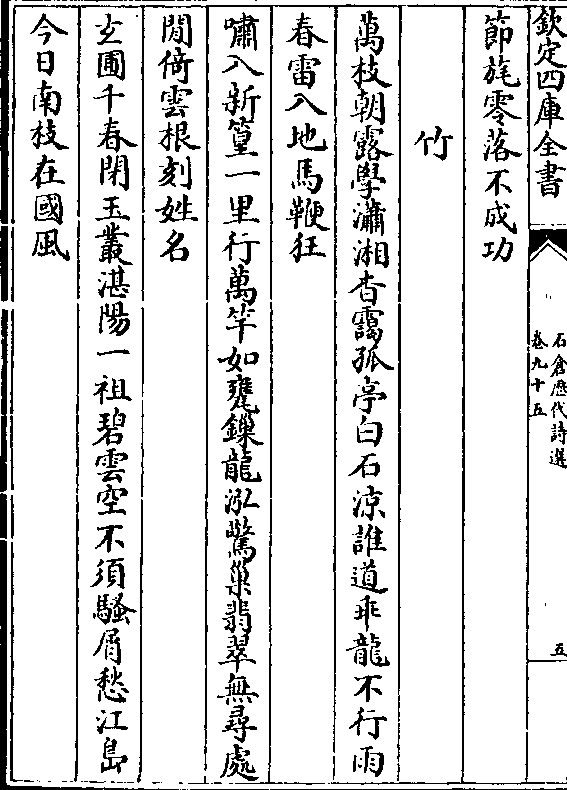 欽定四庫全書
石倉歷代詩選
卷九十五
五
節旄零落不成功
竹
萬枝朝露學瀟湘杳靄孤亭白石凉誰道乖龍不行雨
春雷入地馬鞭狂
嘯入新篁一里行萬竿如甕鏁龍泓驚巢翡翠無尋處
閒倚雲根刻姓名
玄圃千春閉玉叢湛陽一祖碧雲空不須騷屑愁江島
今日南枝在國風